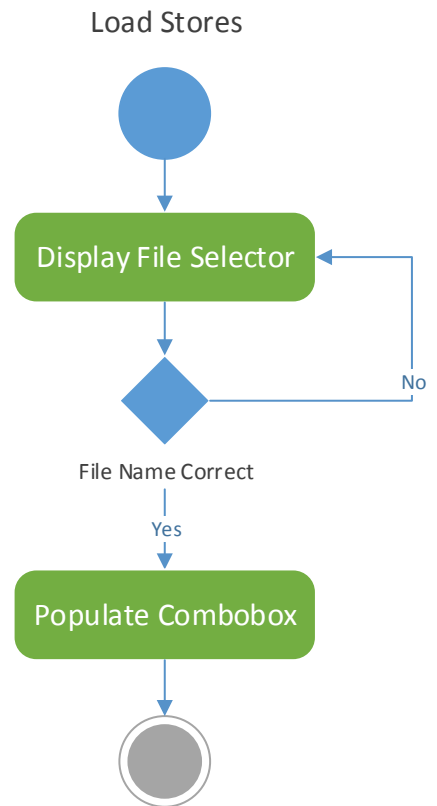 Load Stores
Display File Selector
No
File Name Correct
Yes
Populate Combobox